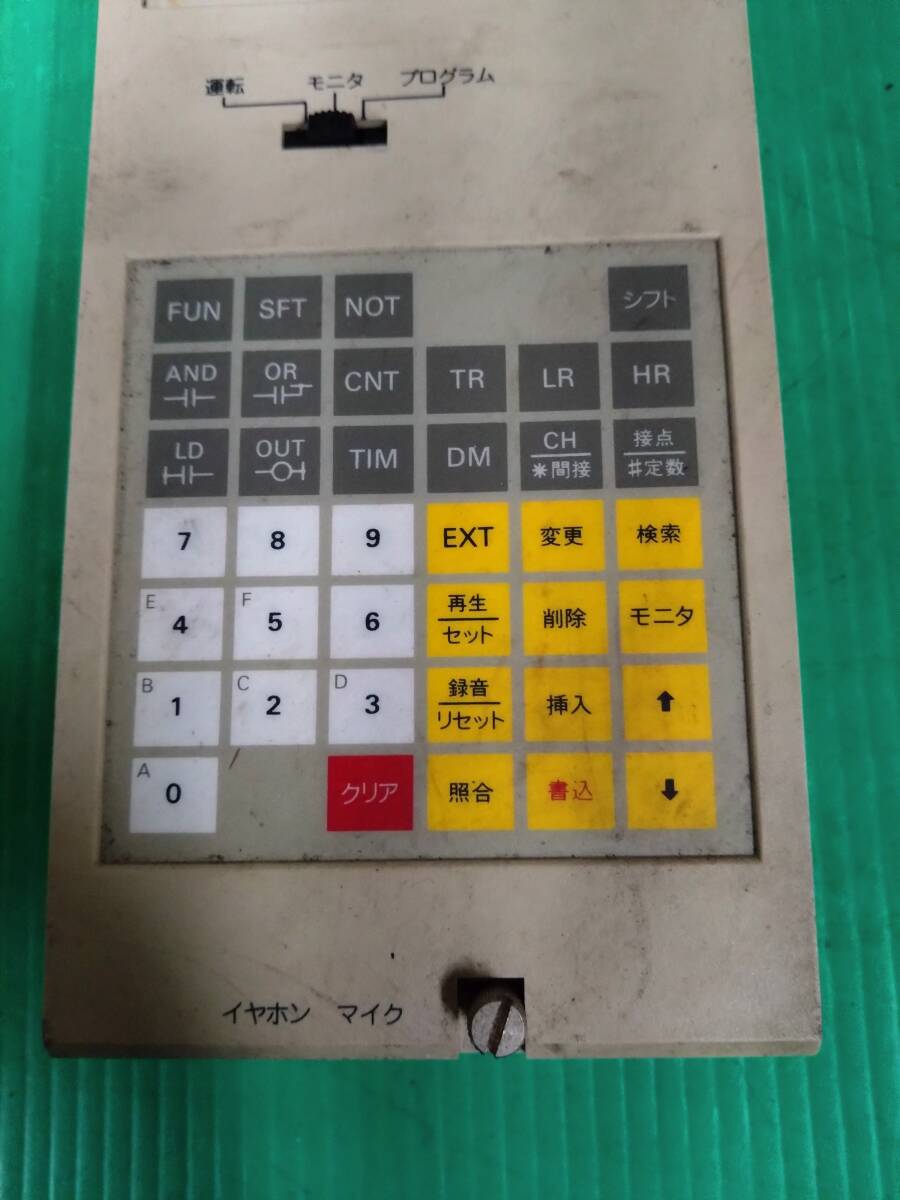 運転 モニタ プログラム
FUN SFT NOT シフト
AND OR CNT TR LR HR
LD OUT TIM DM CH 接点
＊間接 #定数
7 8 9 EXT 変更 検索
E 4 F 5 6 再生 削除 モニタ
セット
B 1 C 2 D 3 録音 挿入 ↑
リセット
A 0 クリア 照合 書込 ↓
イヤホン マイク